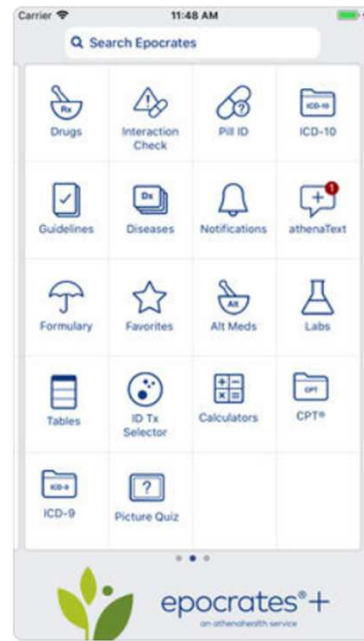 Carrier 11:48 AM
Search Epocrates
Rx ICD-10
Drugs Interaction Check Pill ID ICD-10
Dx 1
Guidelines Diseases Notifications athenaText
Alt
Formulary Favorites Alt Meds Labs
CPT
Tables ID Tx Selector Calculators CPT®
ICD-9 ?
ICD-9 Picture Quiz
epocrates®+
an athenahealth service